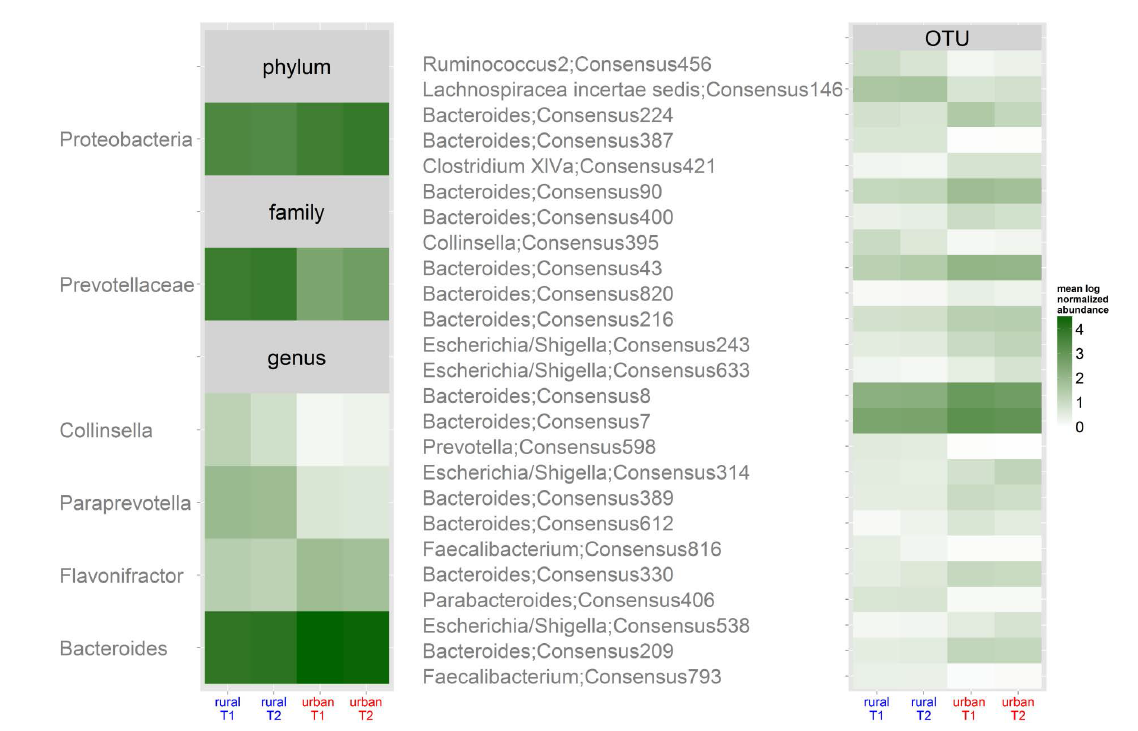 phylum
Proteobacteria
family
Prevotellaceae
genus
Collinsella
Paraprevotella
Flavonifractor
Bacteroides
rural T1
rural T2
urban T1
urban T2
OTU
Ruminococcus2;Consensus456
Lachnospiracea incertae sedis;Consensus146
Bacteroides;Consensus224
Bacteroides;Consensus387
Clostridium XlVa;Consensus421
Bacteroides;Consensus90
Bacteroides;Consensus400
Collinsella;Consensus395
Bacteroides;Consensus43
Bacteroides;Consensus820
Bacteroides;Consensus216
Escherichia/Shigella;Consensus243
Escherichia/Shigella;Consensus633
Bacteroides;Consensus8
Bacteroides;Consensus7
Prevotella;Consensus598
Escherichia/Shigella;Consensus314
Bacteroides;Consensus389
Bacteroides;Consensus612
Faecalibacterium;Consensus816
Bacteroides;Consensus330
Parabacteroides;Consensus406
Escherichia/Shigella;Consensus538
Bacteroides;Consensus209
Faecalibacterium;Consensus793
rural T1
rural T2
urban T1
urban T2
mean log
normalized
abundance
4
3
2
1
0